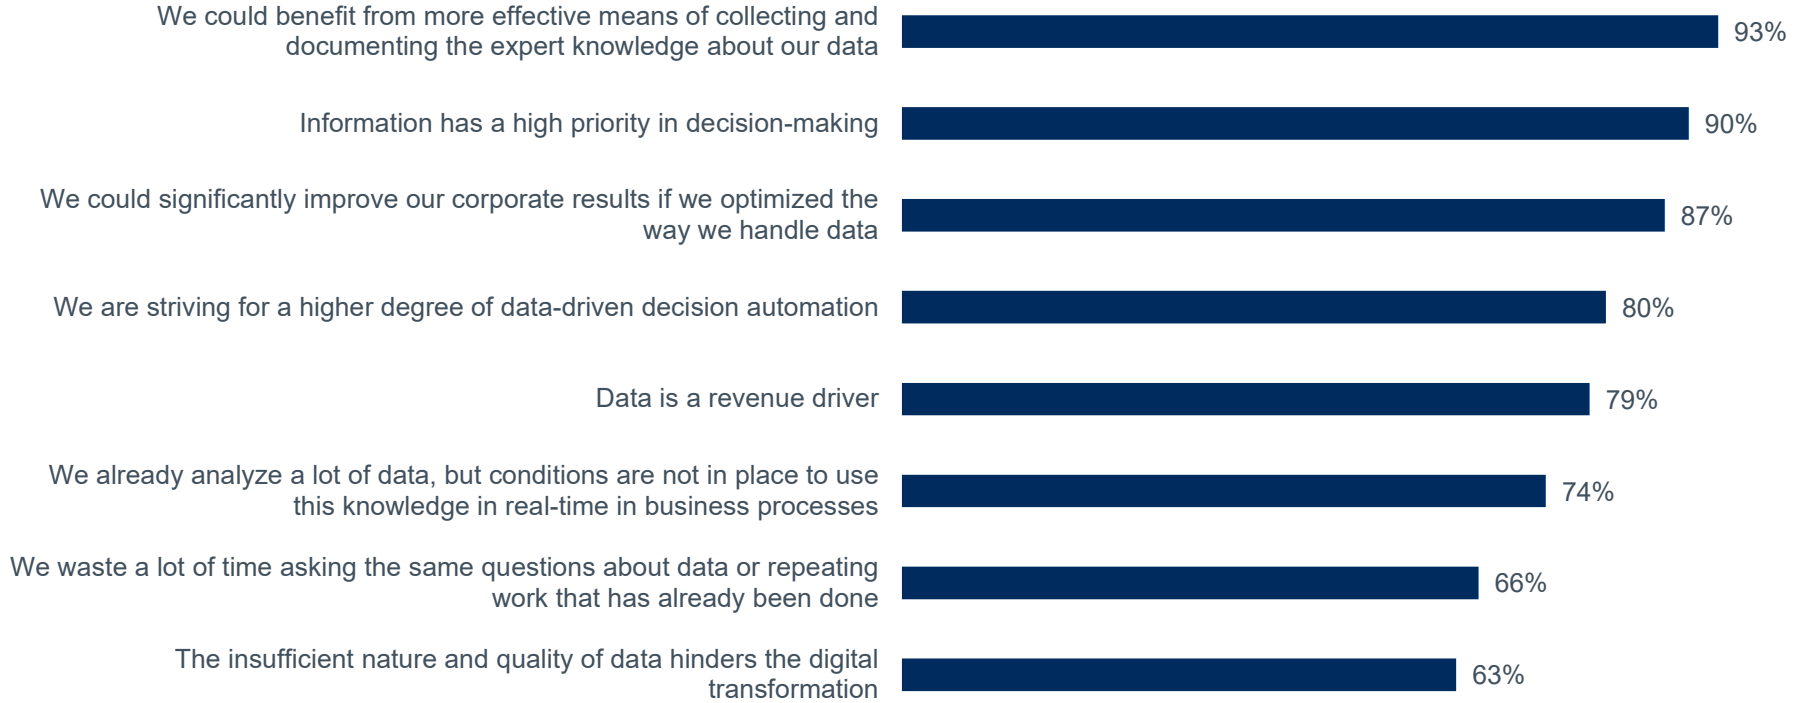 We could benefit from more effective means of collecting and
documenting the expert knowledge about our data
93%
Information has a high priority in decision-making
90%
We could significantly improve our corporate results if we optimized the
way we handle data
87%
We are striving for a higher degree of data-driven decision automation
80%
Data is a revenue driver
79%
We already analyze a lot of data, but conditions are not in place to use
this knowledge in real-time in business processes
74%
We waste a lot of time asking the same questions about data or repeating
work that has already been done
66%
The insufficient nature and quality of data hinders the digital
transformation
63%